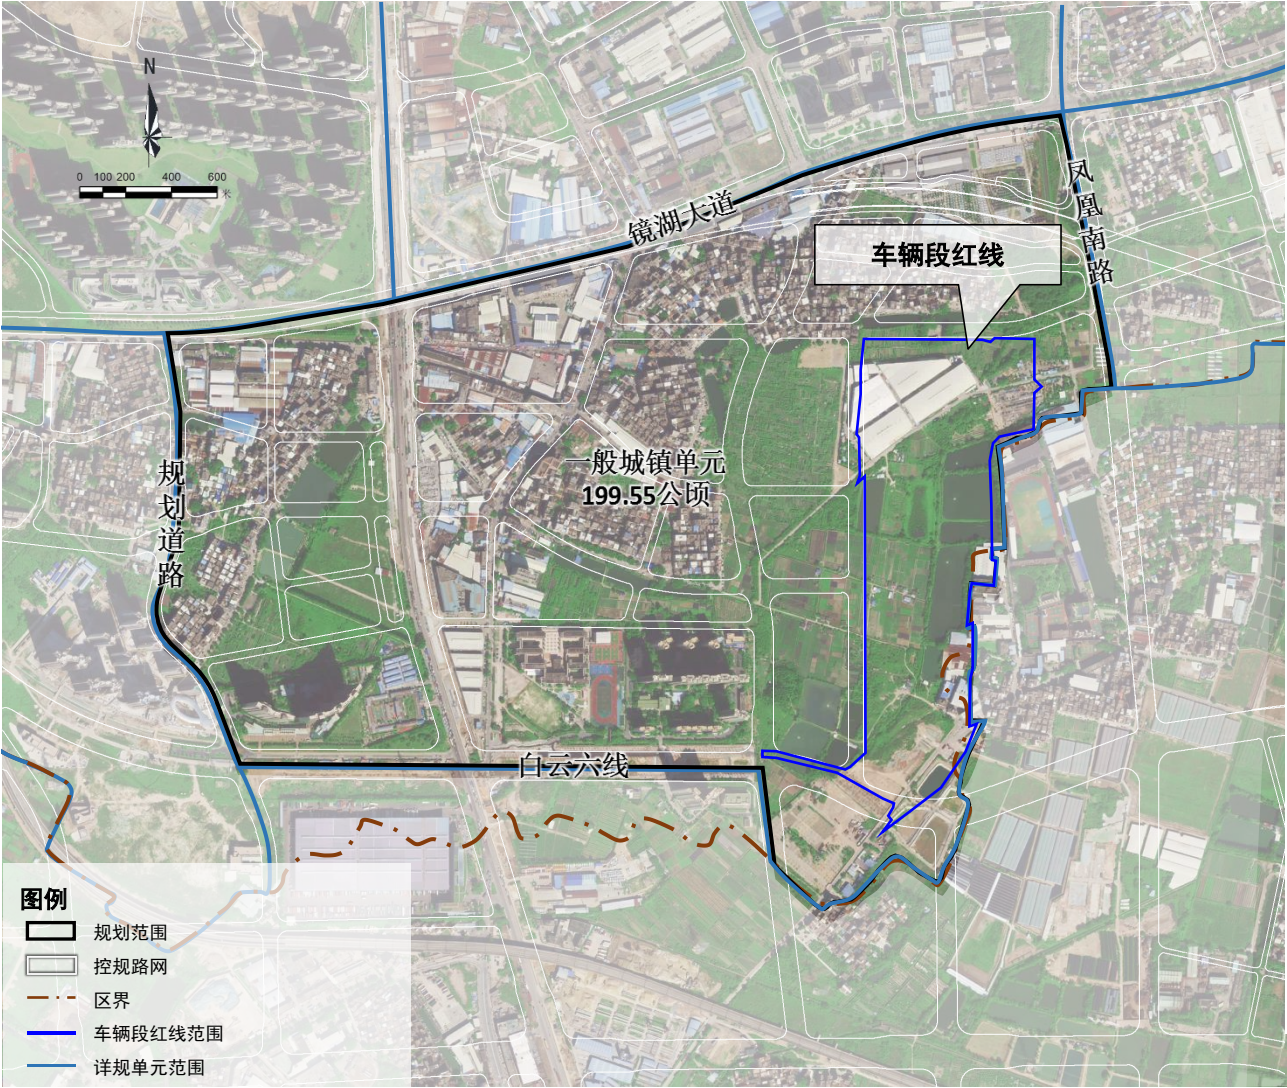 N
0 100 200 400 600
米
镜湖大道
凤凰南路
车辆段红线
一般城镇单元
199.55公顷
规划道路
白云六线
图例
规划范围
控规路网
区界
车辆段红线范围
详规单元范围